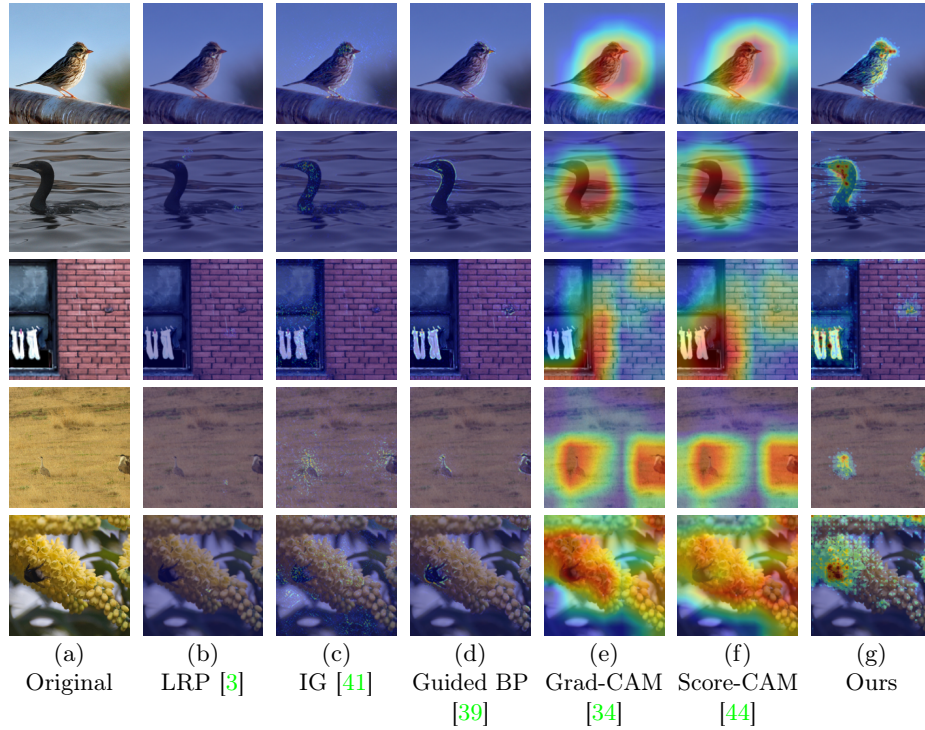 (a) (b) (c) (d) (e) (f) (g)
Original LRP [3] IG [41] Guided BP Grad-CAM Score-CAM Ours
[39] [34] [44]